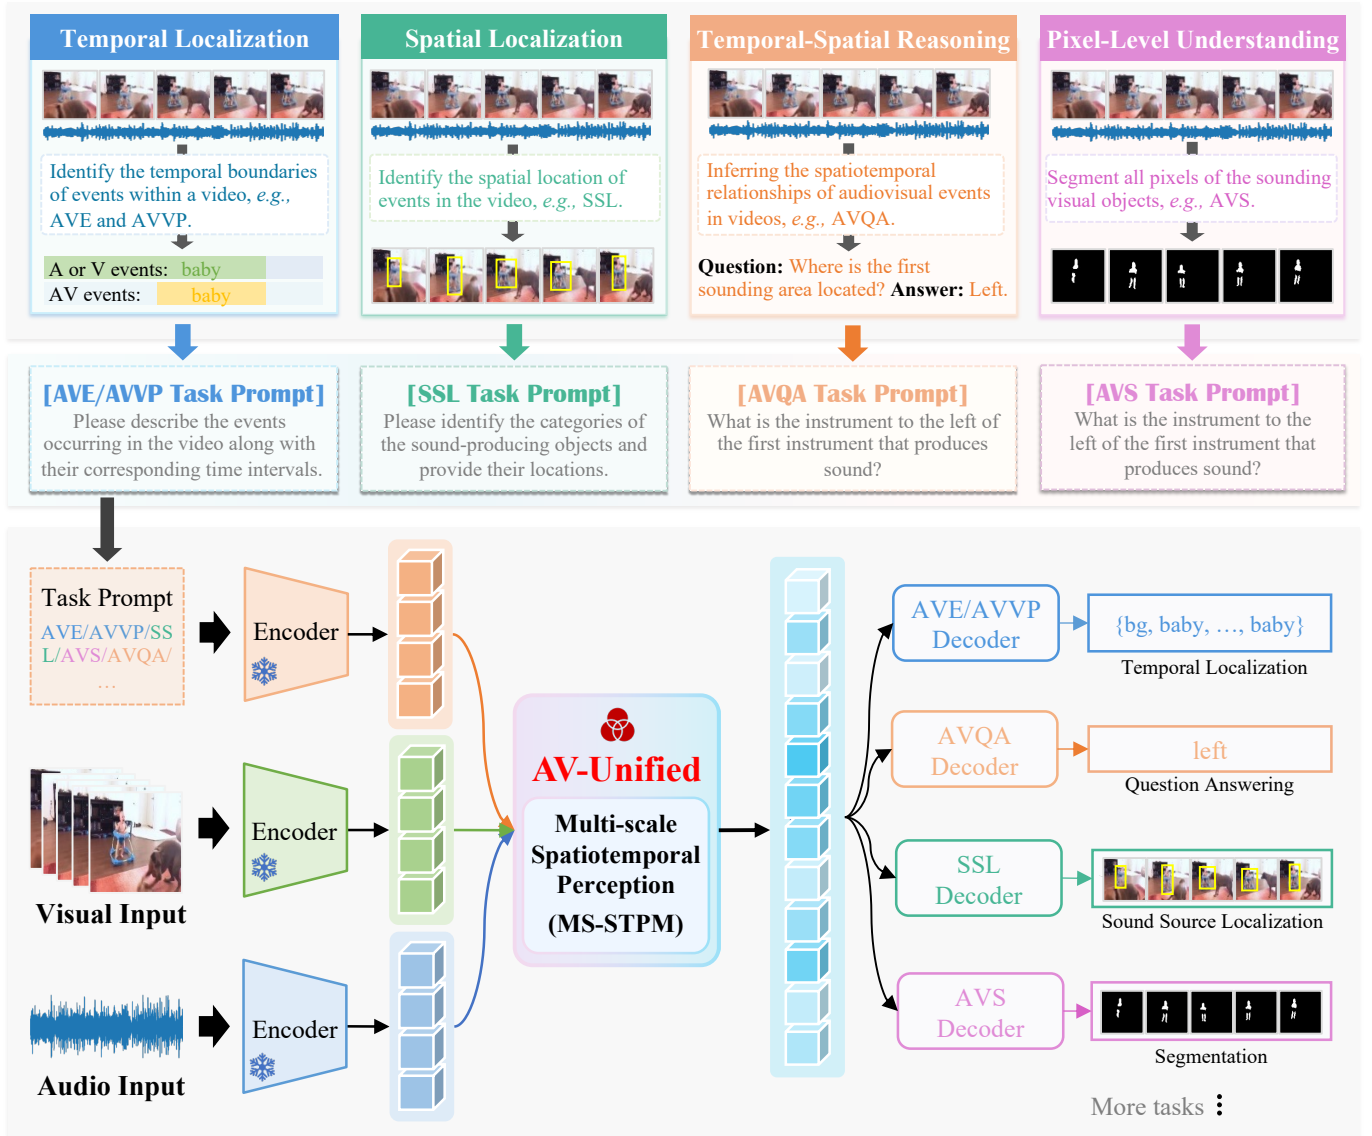 Temporal Localization
Identify the temporal boundaries
of events within a video, e.g.,
AVE and AVVP.
A or V events: baby
AV events: baby
Spatial Localization
Identify the spatial location of
events in the video, e.g., SSL.
Temporal-Spatial Reasoning
Inferring the spatiotemporal
relationships of audiovisual events
in videos, e.g., AVQA.
Question: Where is the first
sounding area located? Answer: Left.
Pixel-Level Understanding
Segment all pixels of the sounding
visual objects, e.g., AVS.
[AVE/AVVP Task Prompt]
Please describe the events
occurring in the video along with
their corresponding time intervals.
[SSL Task Prompt]
Please identify the categories of
the sound-producing objects and
provide their locations.
[AVQA Task Prompt]
What is the instrument to the left of
the first instrument that produces
sound?
[AVS Task Prompt]
What is the instrument to the
left of the first instrument that
produces sound?
Task Prompt
AVE/AVVP/SS
L/AVS/AVQA/
...
Encoder
Visual Input
Encoder
Audio Input
Encoder
AV-Unified
Multi-scale
Spatiotemporal
Perception
(MS-STPM)
AVE/AVVP
Decoder
{bg, baby, ..., baby}
Temporal Localization
AVQA
Decoder
left
Question Answering
SSL
Decoder
Sound Source Localization
AVS
Decoder
Segmentation
More tasks ⋮